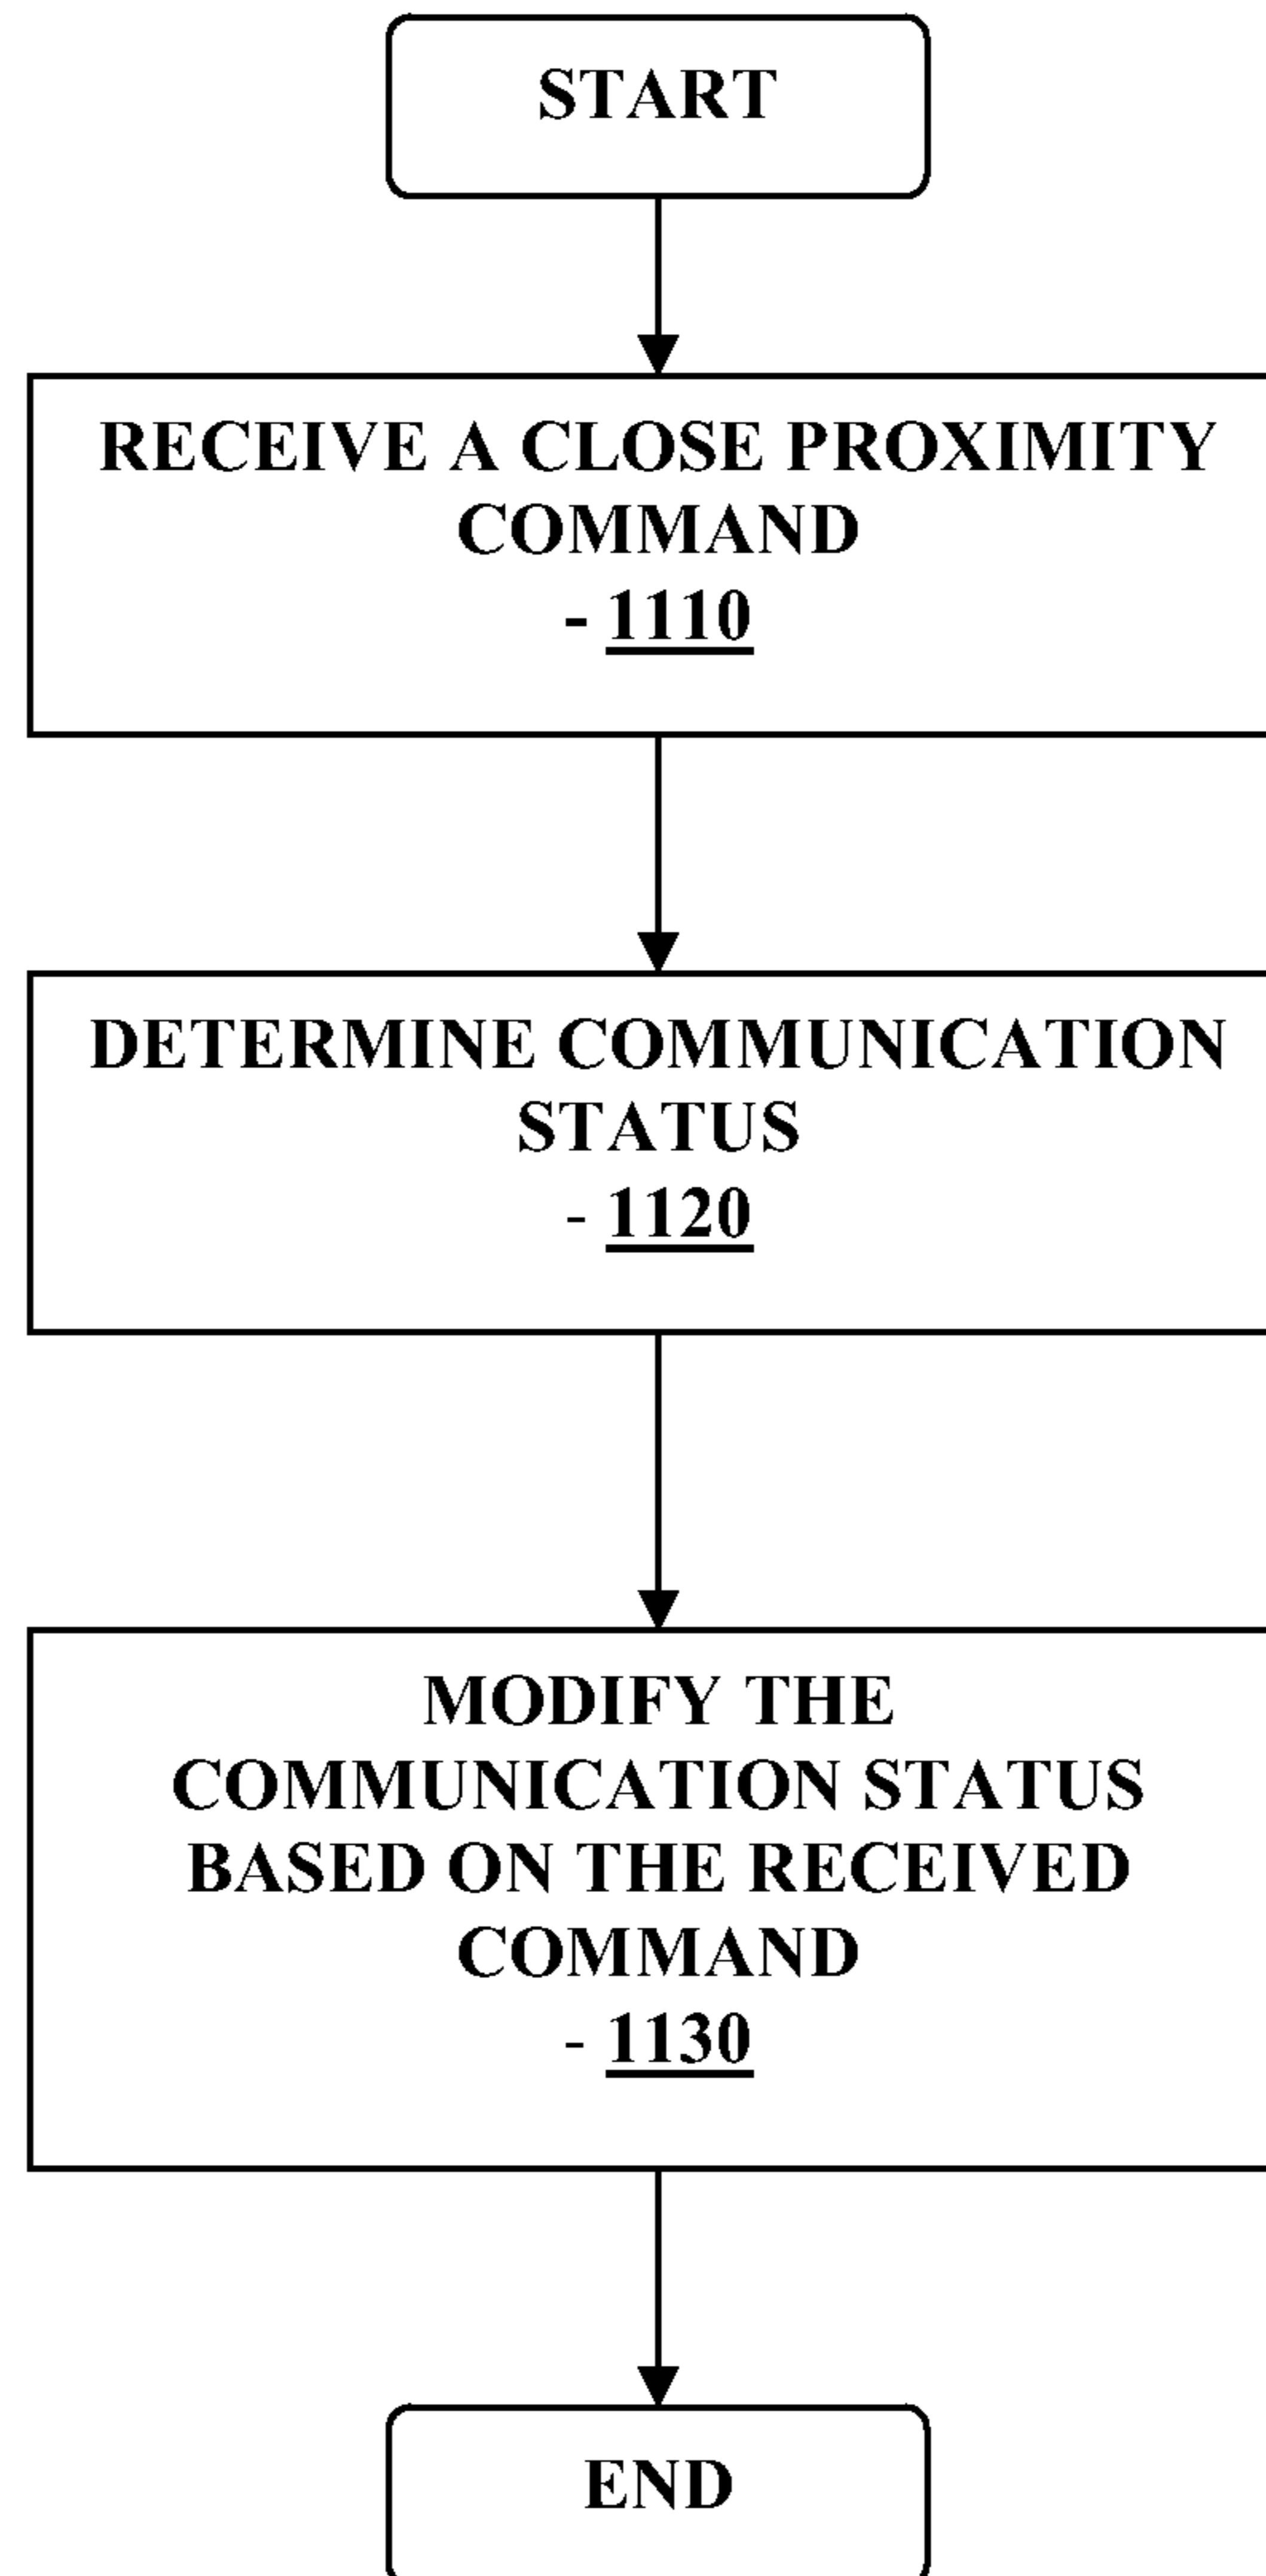 START
RECEIVE A CLOSE PROXIMITY
COMMAND
- 1110
DETERMINE COMMUNICATION
STATUS
- 1120
MODIFY THE
COMMUNICATION STATUS
BASED ON THE RECEIVED
COMMAND
- 1130
END